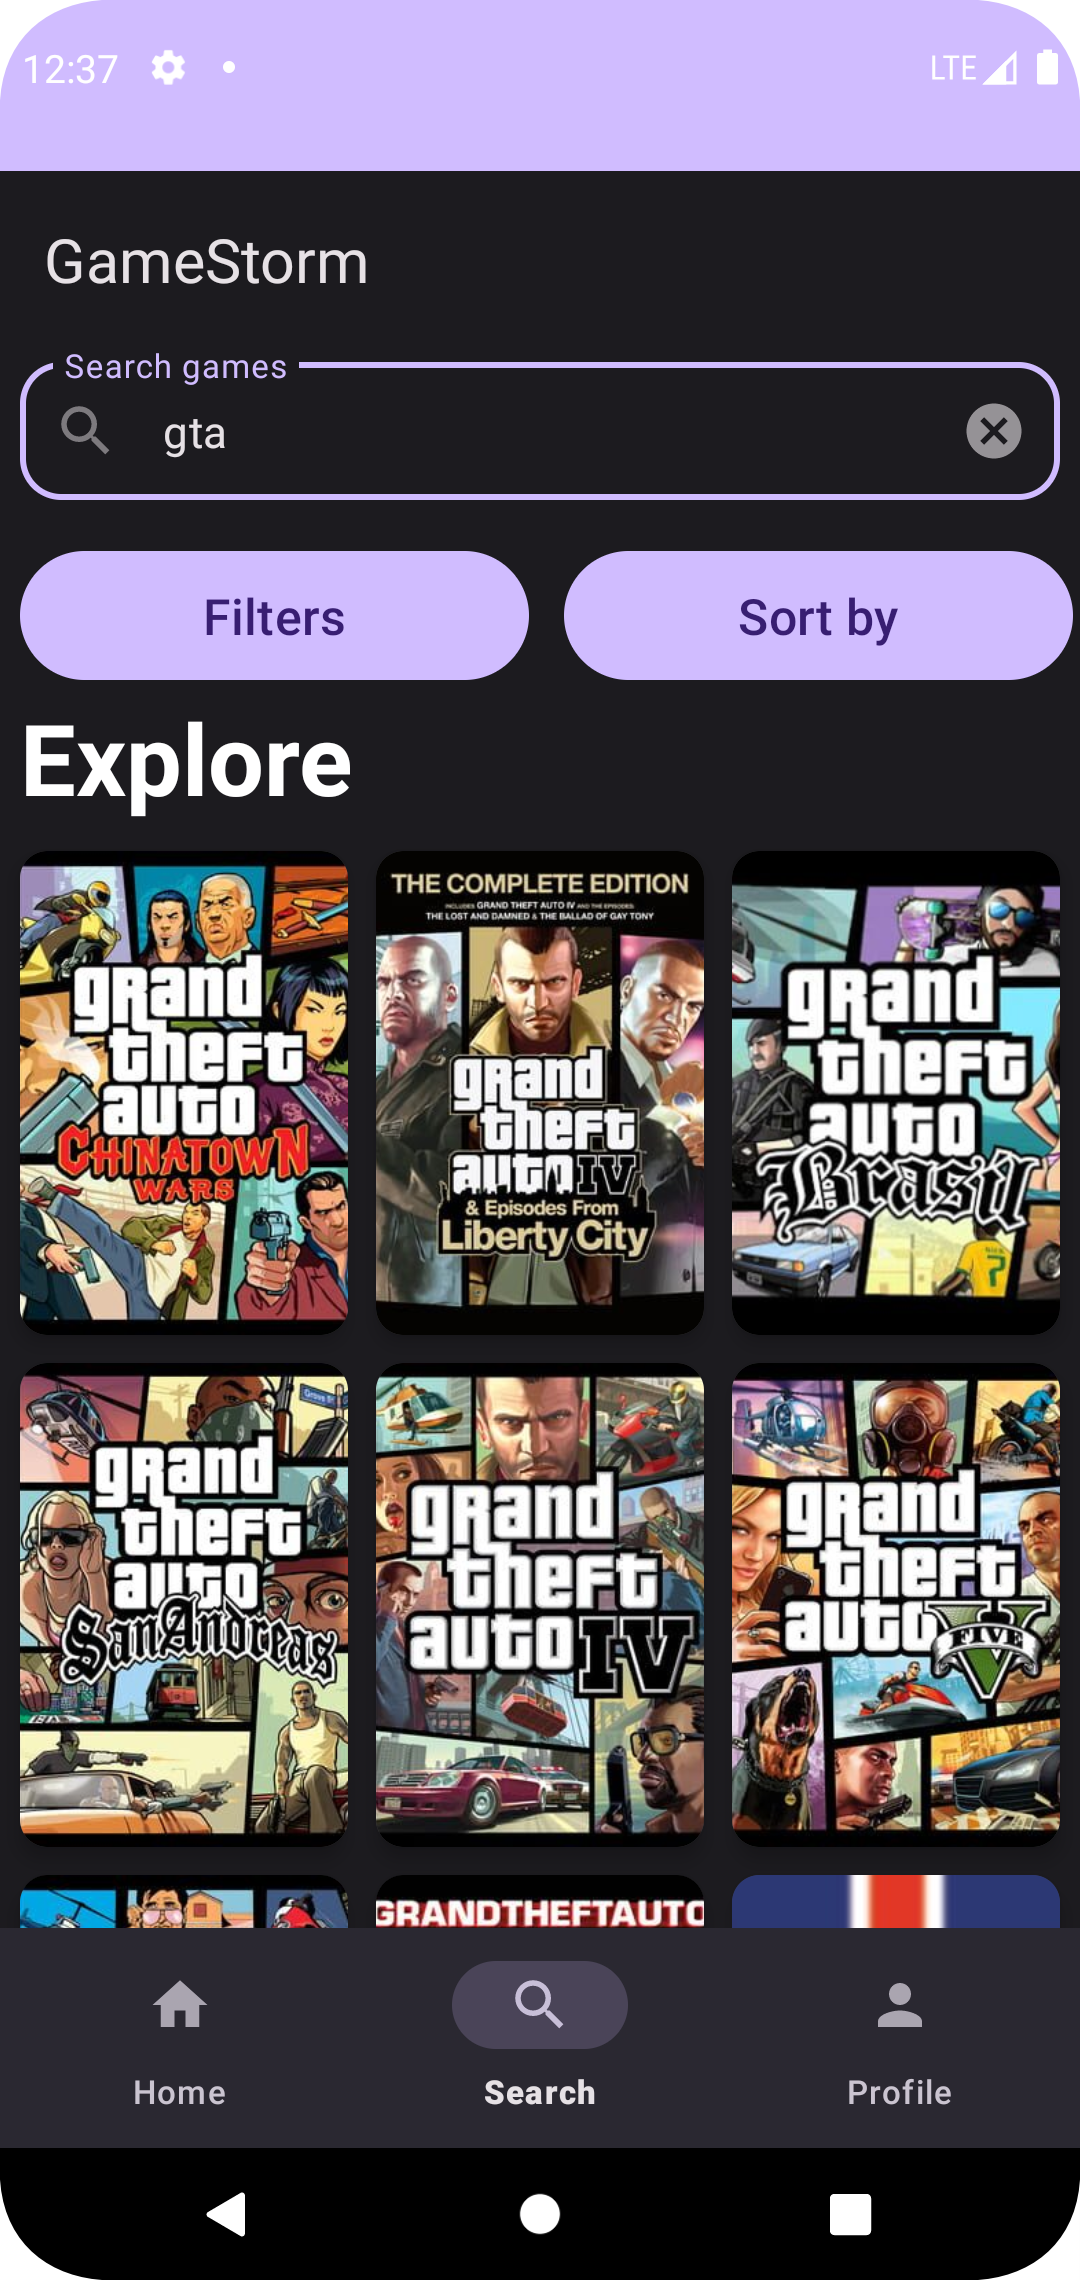 12:37
LTE
GameStorm
Search games
gta
Filters
Sort by
Explore
grand
theft
auto
CHINATOWN
WARS
THE COMPLETE EDITION
INCLUDES GRAND THEFT AUTO IV AND THE EPISODES:
THE LOST AND DAMNED & THE BALLAD OF GAY TONY
grand
theft
auto IV
& Episodes From
Liberty City
grand
theft
auto
Brasil
7
grand
theft
auto
San Andreas
grand
theft
auto IV
grand
theft
auto V
FIVE
GRANDTHEFTAUTO
Home
Search
Profile